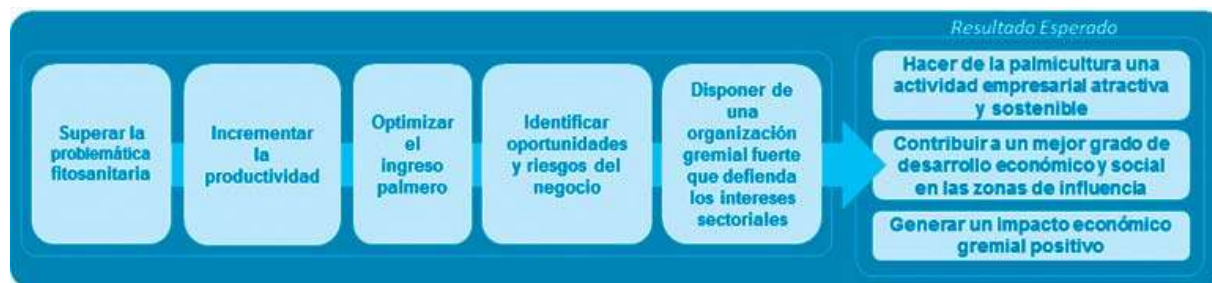 Superar la
problemática
fitosanitaria
Incrementar
la
productividad
Optimizar
el
ingreso
palmero
Identificar
oportunidades
y riesgos del
negocio
Disponer de
una
organización
gremial fuerte
que defienda
los intereses
sectoriales
Resultado Esperado
Hacer de la palmicultura una
actividad empresarial atractiva
y sostenible
Contribuir a un mejor grado de
desarrollo económico y social
en las zonas de influencia
Generar un impacto económico
gremial positivo